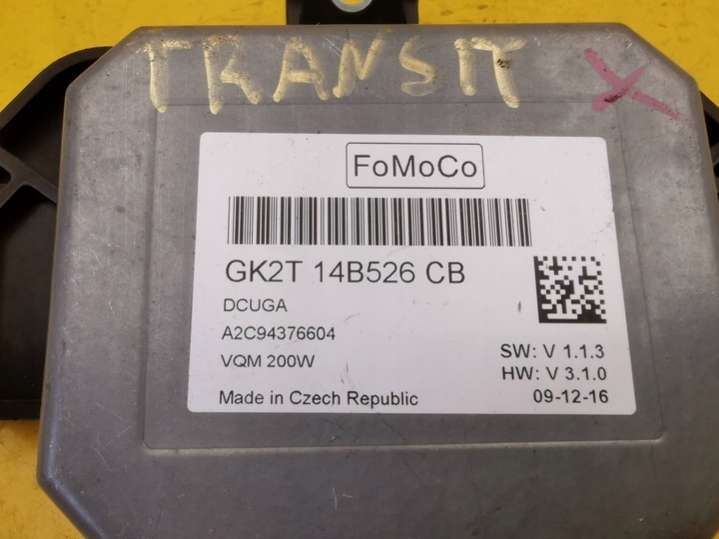 TRANSIT X
FoMoCo
GK2T 14B526 CB
DCUGA
A2C94376604
VQM 200W
SW: V 1.1.3
HW: V 3.1.0
Made in Czech Republic
09-12-16